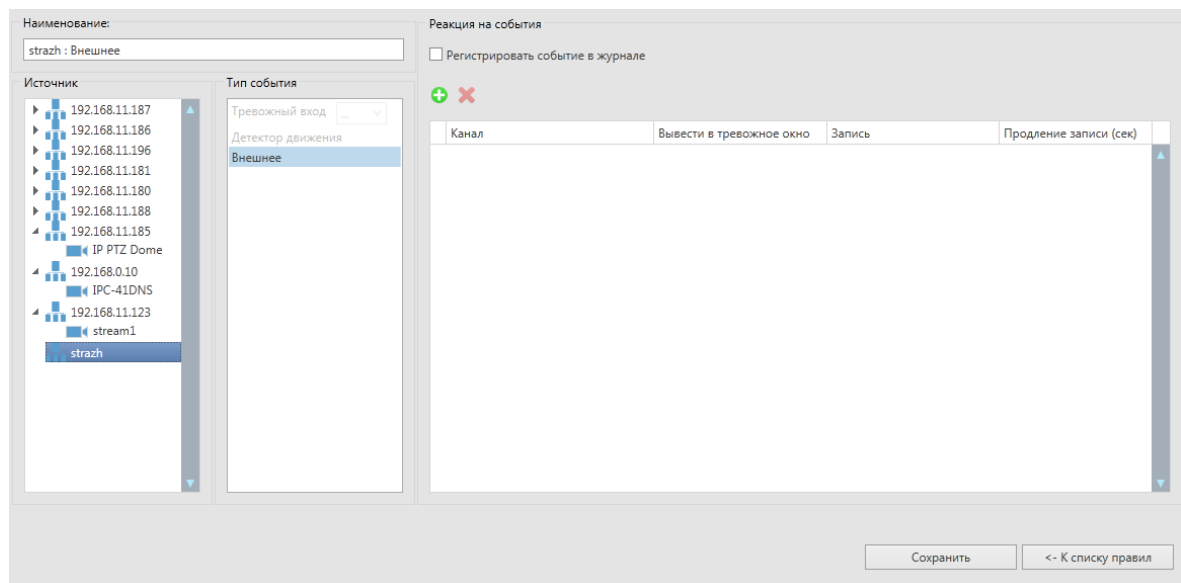 Наименование:
strazh : Внешнее
Источник
192.168.11.187
192.168.11.186
192.168.11.196
192.168.11.181
192.168.11.180
192.168.11.188
192.168.11.185
IP PTZ Dome
192.168.0.10
IPC-41DNS
192.168.11.123
stream1
strazh
Тип события
Тревожный вход ...
Детектор движения
Внешнее
Реакция на события
Регистрировать событие в журнале
Канал Вывести в тревожное окно Запись Продление записи (сек)
Сохранить <- К списку правил